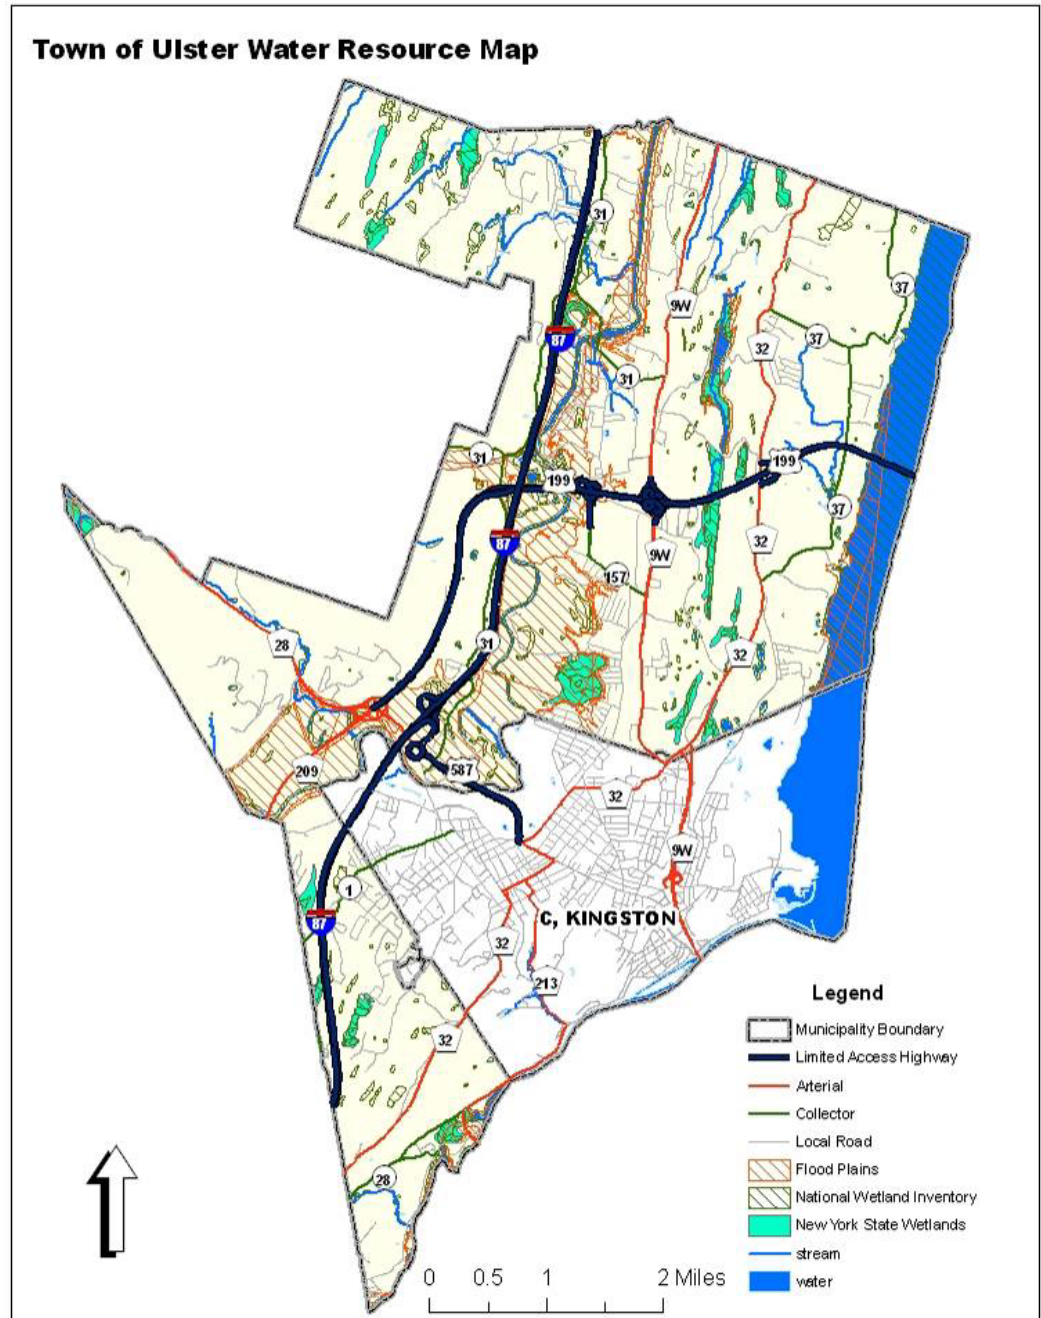 Town of Ulster Water Resource Map
31
37
9W
87
32
37
31
31
199
199
37
87
32
9W
157
31
32
28
209
587
32
9W
1
87
C, KINGSTON
32
213
32
28
Legend
Municipality Boundary
Limited Access Highway
Arterial
Collector
Local Road
Flood Plains
National Wetland Inventory
New York State Wetlands
stream
water
0 0.5 1 2 Miles